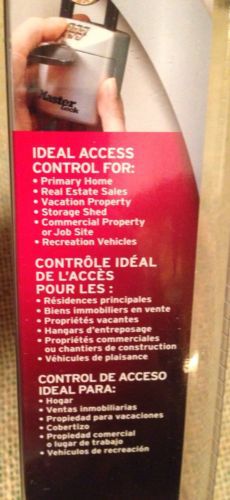 Master
Lock
IDEAL ACCESS
CONTROL FOR:
• Primary Home
• Real Estate Sales
• Vacation Property
• Storage Shed
• Commercial Property
or Job Site
• Recreation Vehicles
CONTRÔLE IDÉAL
DE L'ACCÈS
POUR LES :
• Résidences principales
• Biens immobiliers en vente
• Propriétés vacantes
• Hangars d'entreposage
• Propriétés commerciales
ou chantiers de construction
• Véhicules de plaisance
CONTROL DE ACCESO
IDEAL PARA:
• Hogar
• Ventas inmobiliarias
• Propiedad para vacaciones
• Cobertizo
• Propiedad comercial
o lugar de trabajo
• Vehículos de recreación